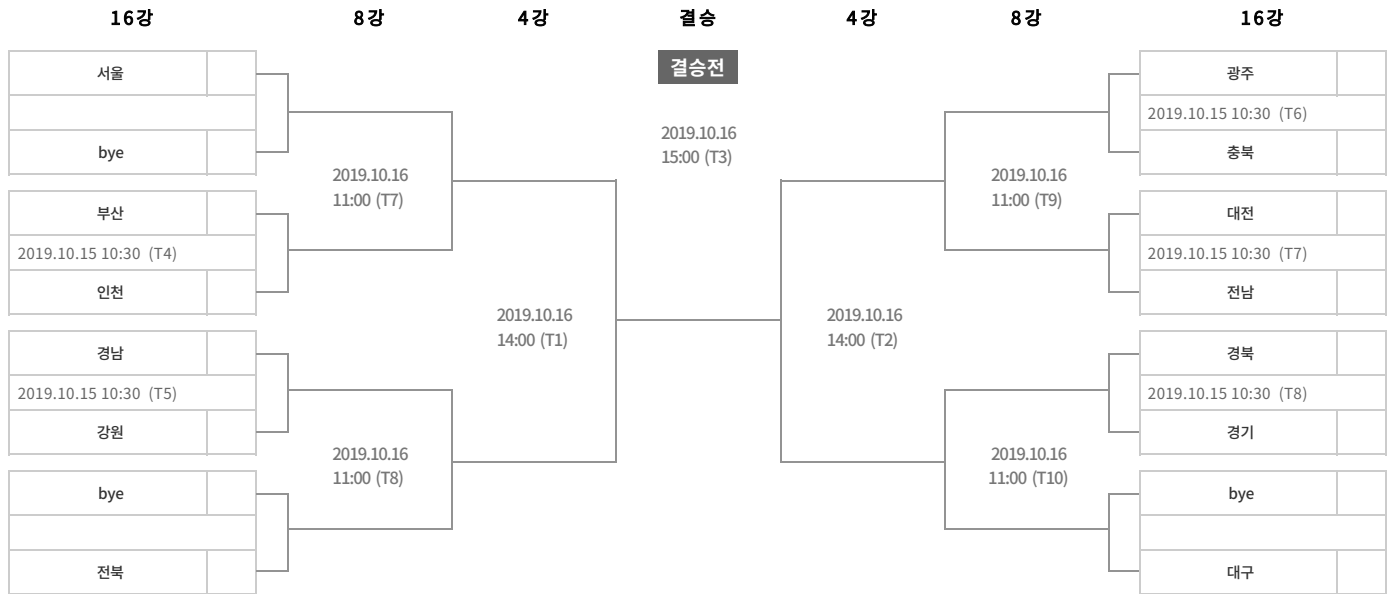 16강 8강 4강 결승 4강 8강 16강
결승전
서울
bye
부산
2019.10.15 10:30 (T4)
인천
경남
2019.10.15 10:30 (T5)
강원
bye
전북
2019.10.16
11:00 (T7)
2019.10.16
11:00 (T8)
2019.10.16
14:00 (T1)
2019.10.16
15:00 (T3)
2019.10.16
14:00 (T2)
2019.10.16
11:00 (T9)
2019.10.16
11:00 (T10)
광주
2019.10.15 10:30 (T6)
충북
대전
2019.10.15 10:30 (T7)
전남
경북
2019.10.15 10:30 (T8)
경기
bye
대구